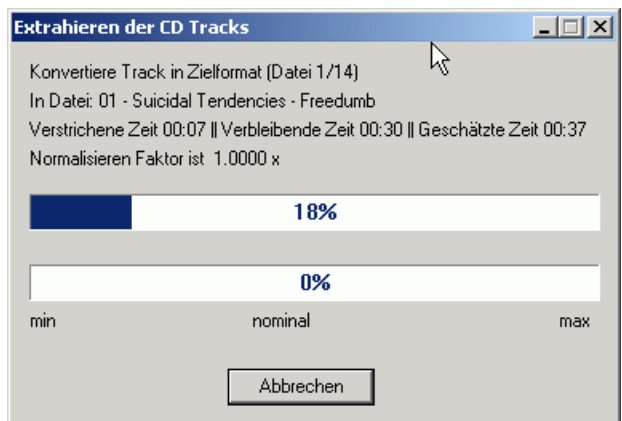 Extrahieren der CD Tracks
Konvertiere Track in Zielformat (Datei 1/14)
In Datei: 01 - Suicidal Tendencies - Freedumb
Verstrichene Zeit 00:07 || Verbleibende Zeit 00:30 || Geschätzte Zeit 00:37
Normalisieren Faktor ist 1.0000 x
18%
0%
min nominal max
Abbrechen